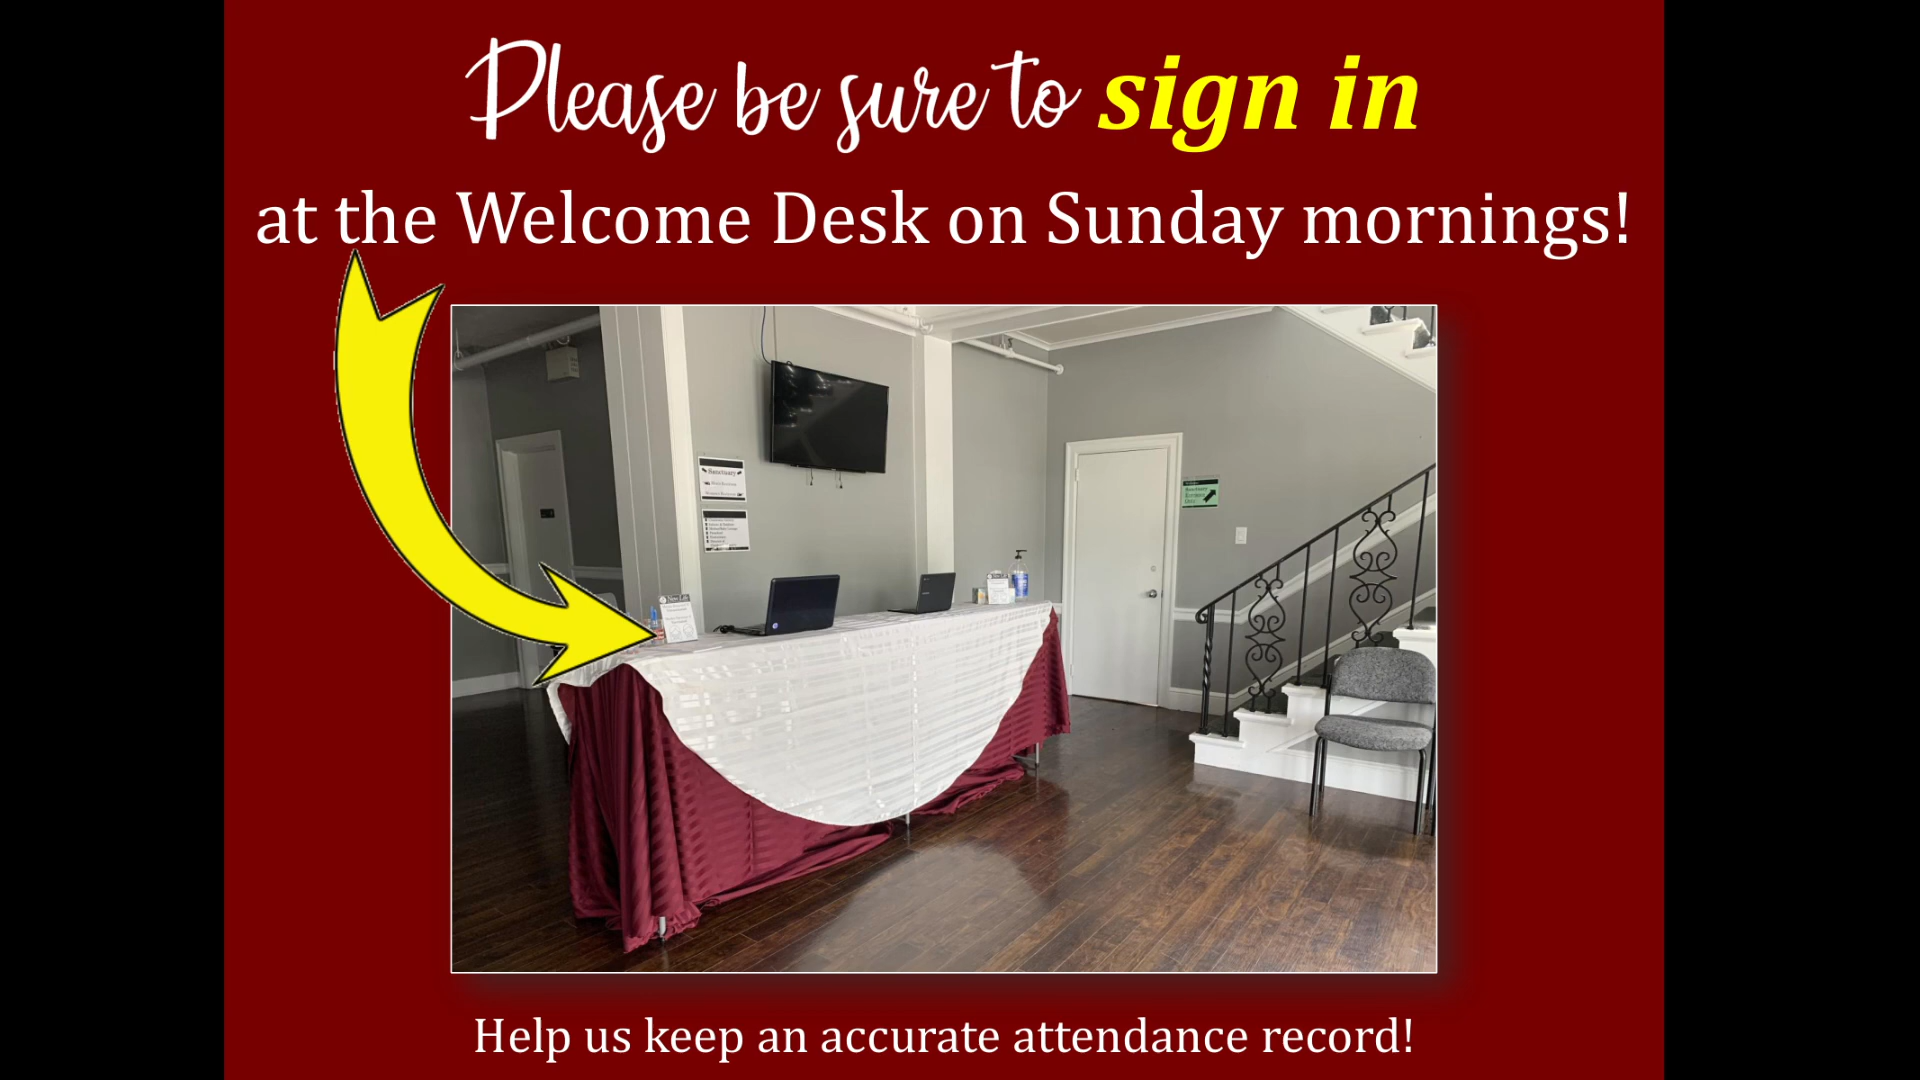 Please be sure to sign in
at the Welcome Desk on Sunday mornings!
Sanctuary
Help us keep an accurate attendance record!